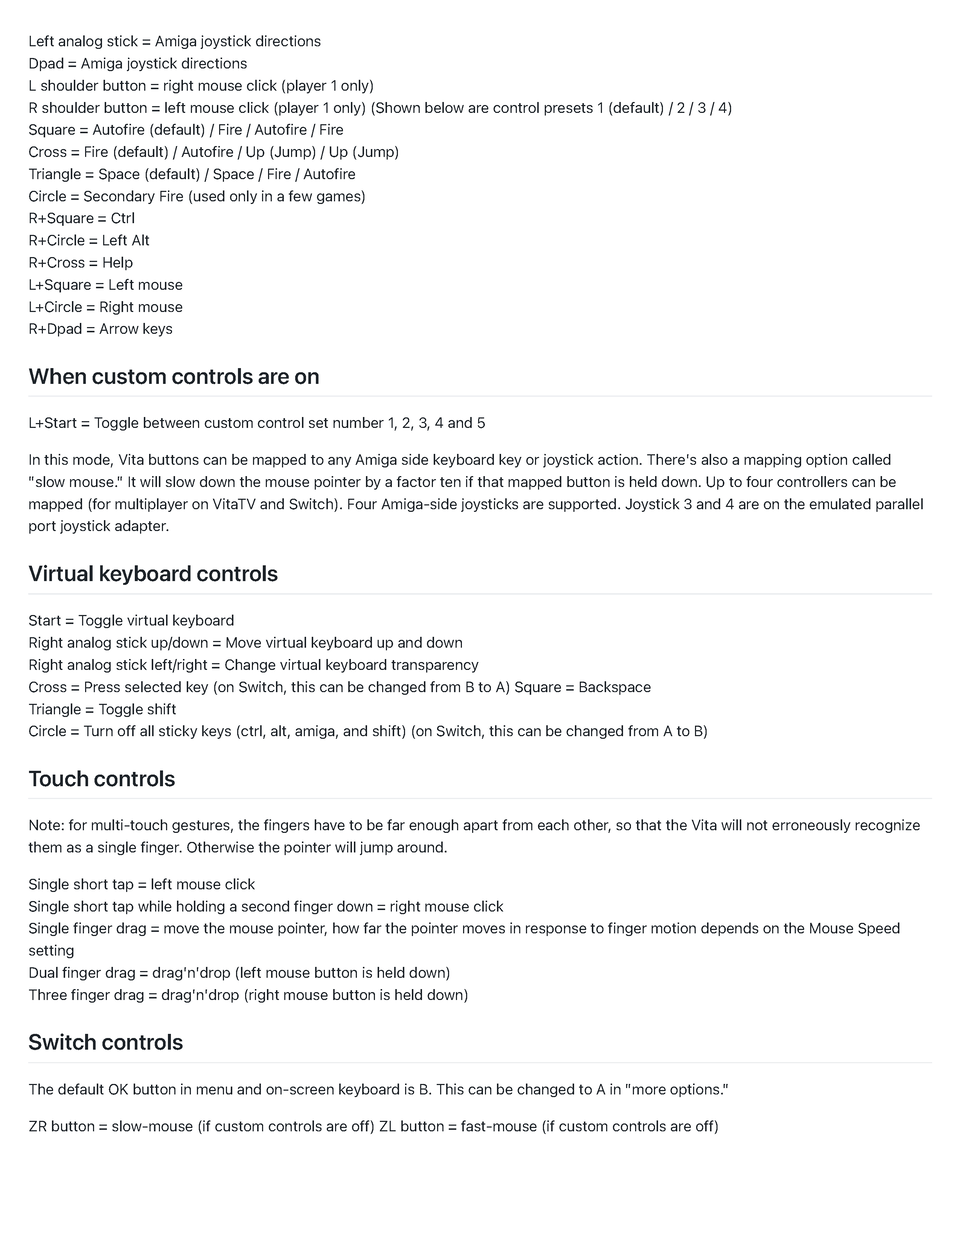 Left analog stick = Amiga joystick directions
Dpad = Amiga joystick directions
L shoulder button = right mouse click (player 1 only)
R shoulder button = left mouse click (player 1 only) (Shown below are control presets 1 (default) / 2 / 3 / 4)
Square = Autofire (default) / Fire / Autofire / Fire
Cross = Fire (default) / Autofire / Up (Jump) / Up (Jump)
Triangle = Space (default) / Space / Fire / Autofire
Circle = Secondary Fire (used only in a few games)
R+Square = Ctrl
R+Circle = Left Alt
R+Cross = Help
L+Square = Left mouse
L+Circle = Right mouse
R+Dpad = Arrow keys
When custom controls are on
L+Start = Toggle between custom control set number 1, 2, 3, 4 and 5
In this mode, Vita buttons can be mapped to any Amiga side keyboard key or joystick action. There's also a mapping option called
"slow mouse." It will slow down the mouse pointer by a factor ten if that mapped button is held down. Up to four controllers can be
mapped (for multiplayer on VitaTV and Switch). Four Amiga-side joysticks are supported. Joystick 3 and 4 are on the emulated parallel
port joystick adapter.
Virtual keyboard controls
Start = Toggle virtual keyboard
Right analog stick up/down = Move virtual keyboard up and down
Right analog stick left/right = Change virtual keyboard transparency
Cross = Press selected key (on Switch, this can be changed from B to A) Square = Backspace
Triangle = Toggle shift
Circle = Turn off all sticky keys (ctrl, alt, amiga, and shift) (on Switch, this can be changed from A to B)
Touch controls
Note: for multi-touch gestures, the fingers have to be far enough apart from each other, so that the Vita will not erroneously recognize
them as a single finger. Otherwise the pointer will jump around.
Single short tap = left mouse click
Single short tap while holding a second finger down = right mouse click
Single finger drag = move the mouse pointer, how far the pointer moves in response to finger motion depends on the Mouse Speed
setting
Dual finger drag = drag'n'drop (left mouse button is held down)
Three finger drag = drag'n'drop (right mouse button is held down)
Switch controls
The default OK button in menu and on-screen keyboard is B. This can be changed to A in "more options."
ZR button = slow-mouse (if custom controls are off) ZL button = fast-mouse (if custom controls are off)